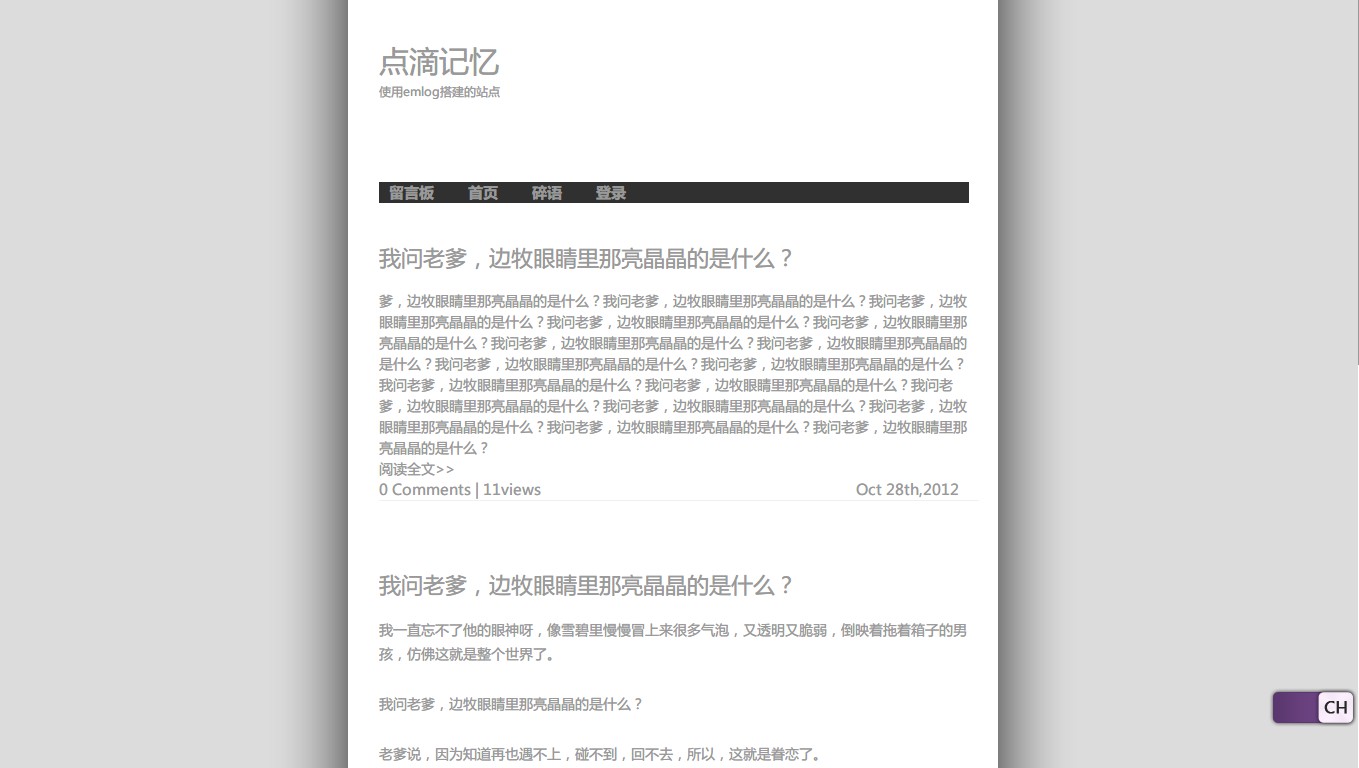 点滴记忆
使用emlog搭建的站点
留言板 首页 碎语 登录
我问老爹，边牧眼睛里那亮晶晶的是什么？
爹，边牧眼睛里那亮晶晶的是什么？我问老爹，边牧眼睛里那亮晶晶的是什么？我问老爹，边牧
眼睛里那亮晶晶的是什么？我问老爹，边牧眼睛里那亮晶晶的是什么？我问老爹，边牧眼睛里那
亮晶晶的是什么？我问老爹，边牧眼睛里那亮晶晶的是什么？我问老爹，边牧眼睛里那亮晶晶的
是什么？我问老爹，边牧眼睛里那亮晶晶的是什么？我问老爹，边牧眼睛里那亮晶晶的是什么？
我问老爹，边牧眼睛里那亮晶晶的是什么？我问老爹，边牧眼睛里那亮晶晶的是什么？我问老
爹，边牧眼睛里那亮晶晶的是什么？我问老爹，边牧眼睛里那亮晶晶的是什么？我问老爹，边牧
眼睛里那亮晶晶的是什么？我问老爹，边牧眼睛里那亮晶晶的是什么？我问老爹，边牧眼睛里那
亮晶晶的是什么？
阅读全文>>
0 Comments | 11views Oct 28th,2012
我问老爹，边牧眼睛里那亮晶晶的是什么？
我一直忘不了他的眼神呀，像雪碧里慢慢冒上来很多气泡，又透明又脆弱，倒映着拖着箱子的男
孩，仿佛这就是整个世界了。
我问老爹，边牧眼睛里那亮晶晶的是什么？
老爹说，因为知道再也遇不上，碰不到，回不去，所以，这就是眷恋了。
CH